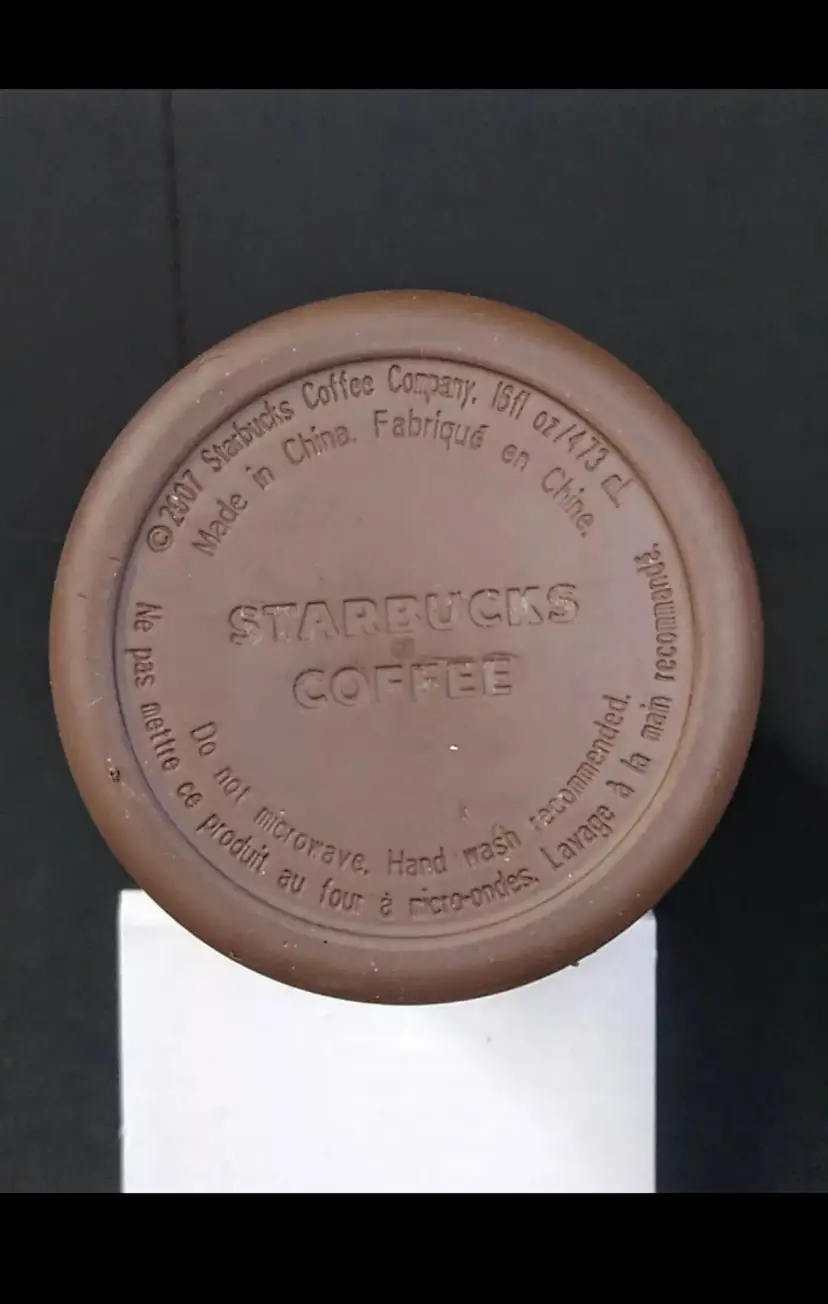 ©2007 Starbucks Coffee Company. 16fl oz/473 mL
Made in China. Fabriqué en Chine.
STARBUCKS
COFFEE
Do not microwave. Hand wash recommended.
Ne pas mettre ce produit au four à micro-ondes. Lavage à la main recommandé.